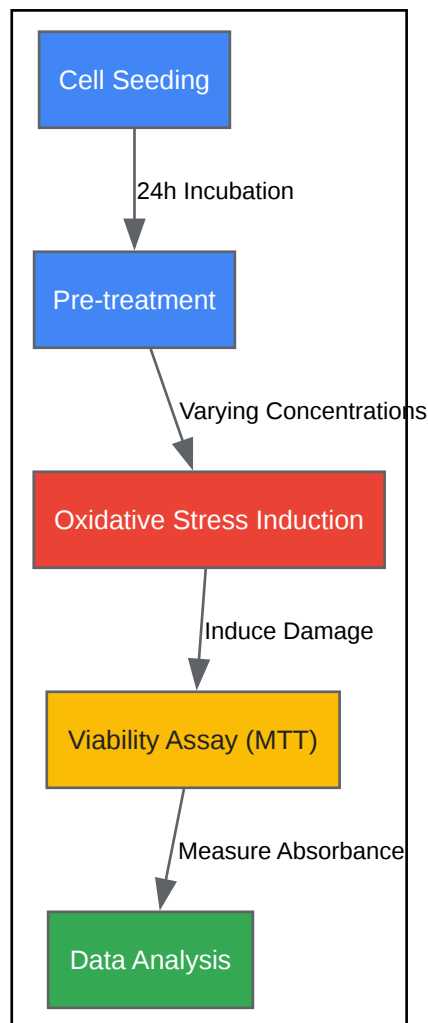 Cell Seeding
24h Incubation
Pre-treatment
Varying Concentrations
Oxidative Stress Induction
Induce Damage
Viability Assay (MTT)
Measure Absorbance
Data Analysis